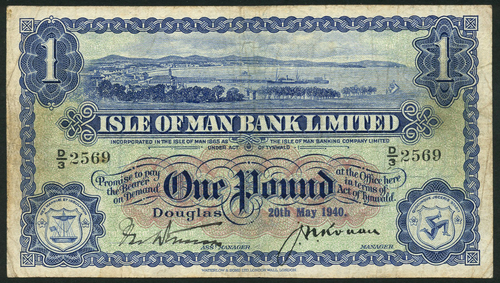 1 1
ISLE OF MAN BANK LIMITED
INCORPORATED IN THE ISLE OF MAN 1865 AS THE ISLE OF MAN BANKING COMPANY LIMITED
UNDER ACT OF TYNWALD
D/3 2569 D/3 2569
Promise to pay the Bearer on Demand One Pound at the Office here in terms of Act of Tynwald.
Douglas 20th May 1940.
ASST MANAGER MANAGER
WATERLOW & SONS LTD, LONDON WALL, LONDON.